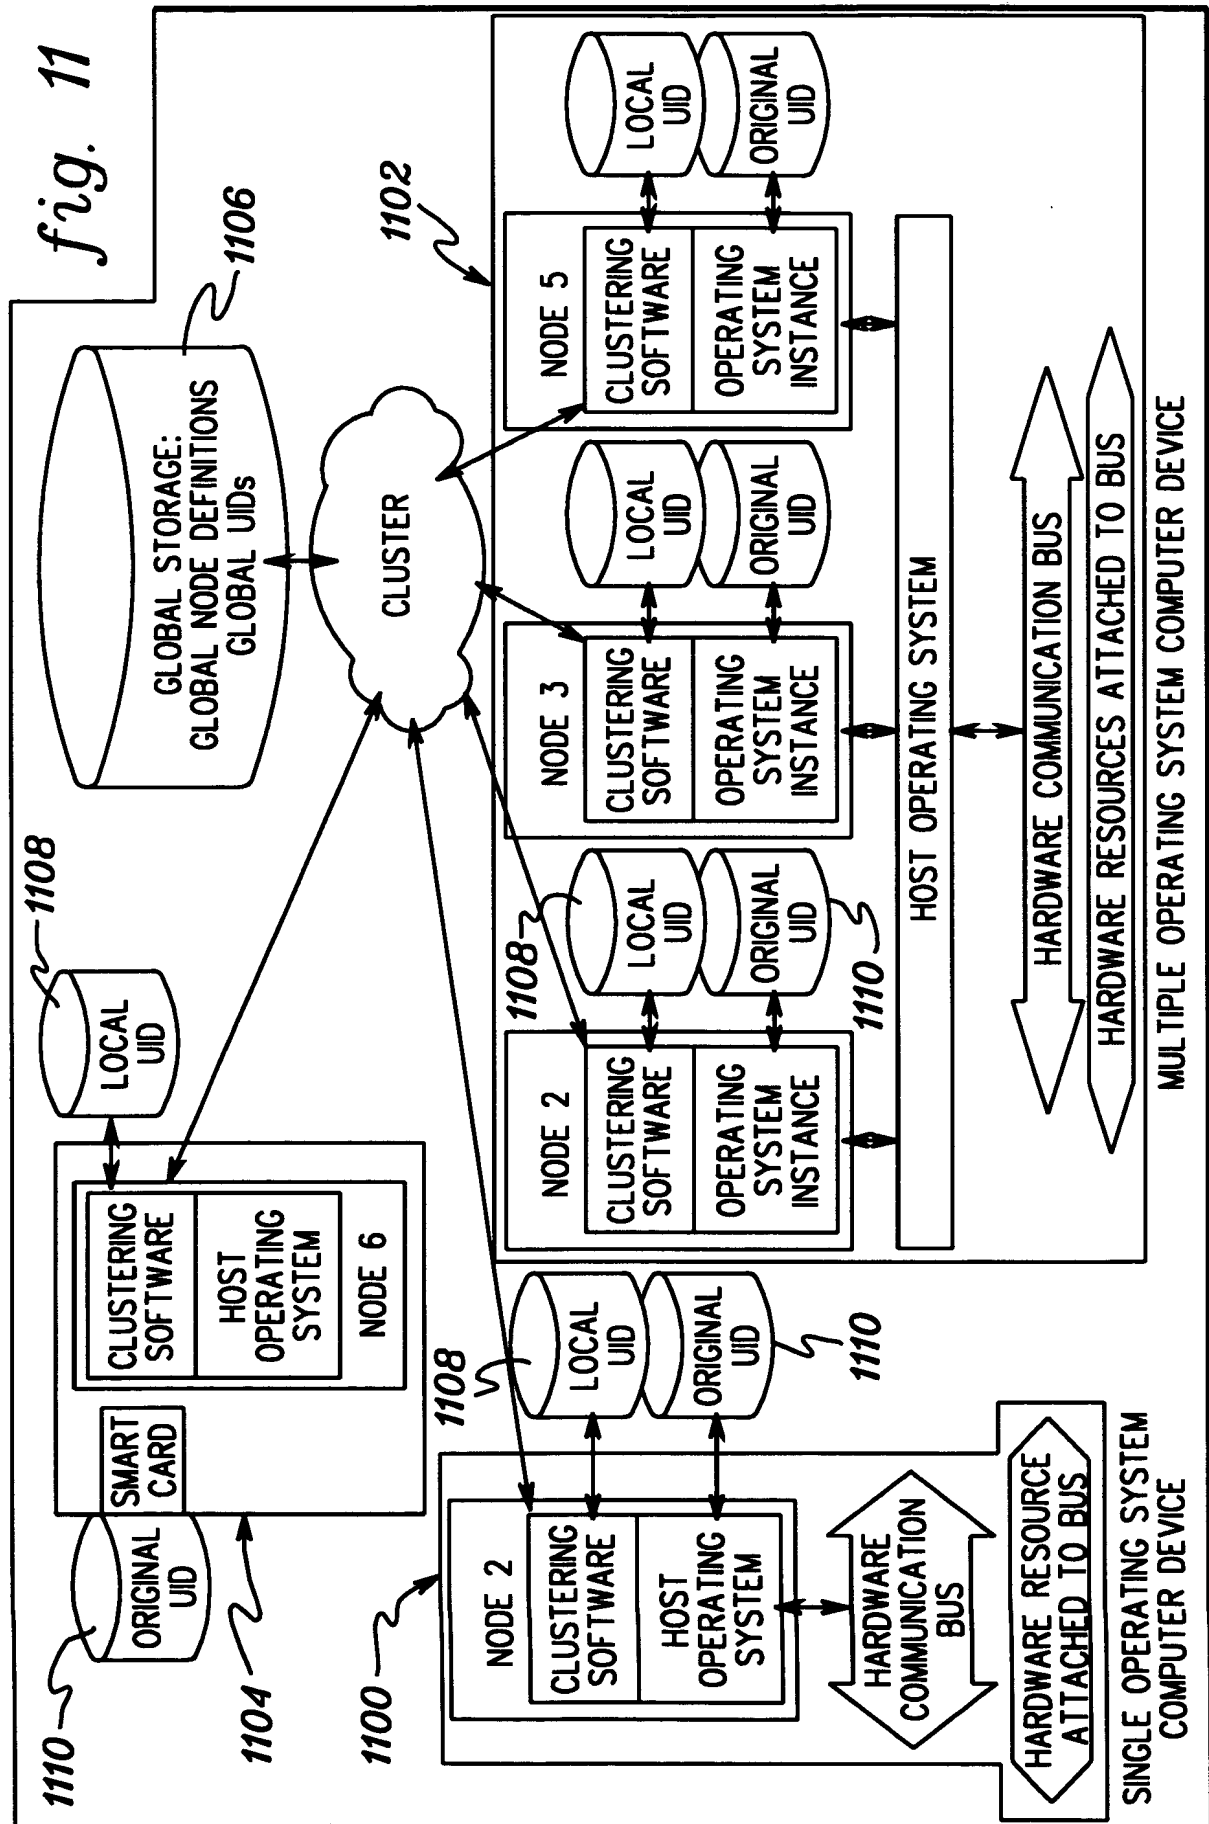 fig. 11
1110
ORIGINAL
UID
SMART
CARD
1104
CLUSTERING
SOFTWARE
HOST
OPERATING
SYSTEM
NODE 6
LOCAL
UID
1108
GLOBAL STORAGE:
GLOBAL NODE DEFINITIONS
GLOBAL UIDs
1106
CLUSTER
1100
NODE 2
CLUSTERING
SOFTWARE
HOST
OPERATING
SYSTEM
1108
LOCAL
UID
ORIGINAL
UID
1110
HARDWARE
COMMUNICATION
BUS
HARDWARE RESOURCE
ATTACHED TO BUS
SINGLE OPERATING SYSTEM
COMPUTER DEVICE
1102
NODE 2
CLUSTERING
SOFTWARE
OPERATING
SYSTEM
INSTANCE
1108
LOCAL
UID
ORIGINAL
UID
1110
NODE 3
CLUSTERING
SOFTWARE
OPERATING
SYSTEM
INSTANCE
LOCAL
UID
ORIGINAL
UID
NODE 5
CLUSTERING
SOFTWARE
OPERATING
SYSTEM
INSTANCE
LOCAL
UID
ORIGINAL
UID
HOST OPERATING SYSTEM
HARDWARE COMMUNICATION BUS
HARDWARE RESOURCES ATTACHED TO BUS
MULTIPLE OPERATING SYSTEM COMPUTER DEVICE